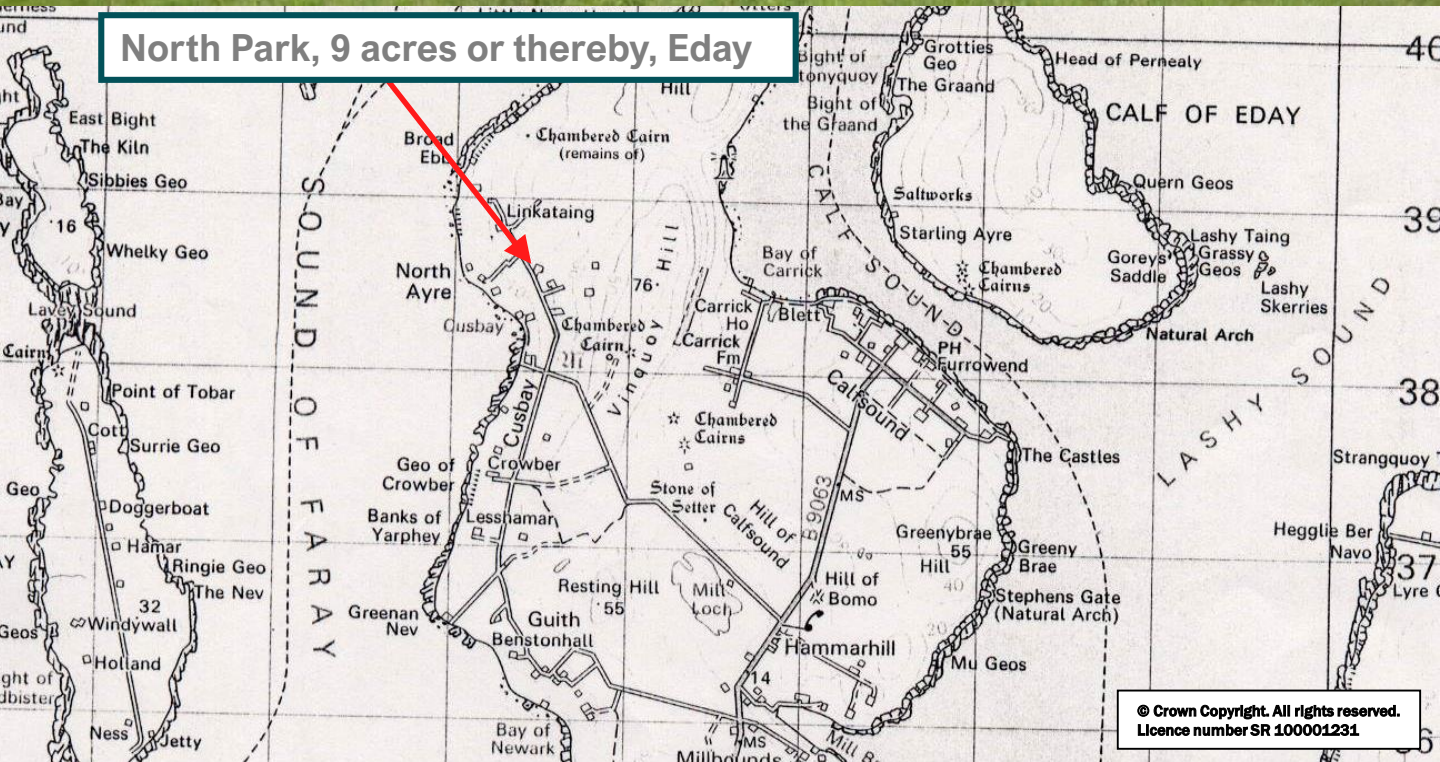 North Park, 9 acres or thereby, Eday
Hill
Bight of
the Graand
Grotties
Geo
The Graand
Head of Pernealy
CALF OF EDAY
40
East Bight
The Kiln
Sibbies Geo
16
Whelky Geo
Lavey Sound
Cairn
Point of Tobar
Cott
Surrie Geo
Geo
Doggerboat
Hamar
Ringie Geo
The Nev
32
Windywall
Geos
Holland
Ness
Jetty
SOUND OF FARAY
Broad
Ebb
Chambered Cairn
(remains of)
Linkataing
North
Ayre
Cusbay
Chambered
Cairn
76
Vinquoy Hill
Cusbay
Geo of
Crowber
Crowber
Banks of
Yarphey
Lesshamar
Greenan
Nev
Guith
Benstonhall
Bay of
Newark
Resting Hill
55
Stone of
Setter
Mill
Loch
Hill of
Calfsound
Chambered
Cairns
Bay of
Carrick
Carrick
Ho
Carrick
Fm
Blett
PH
Furrowend
Calfsound
CALF SOUND
Saltworks
Starling Ayre
Chambered
Cairns
Quern Geos
Lashy Taing
Grassy
Geos
Goreys
Saddle
Lashy
Skerries
Natural Arch
39
LASHY SOUND
38
The Castles
B9063
MS
Greenybrae
55
Hill
40
Greeny
Brae
Hill of
Bomo
Stephens Gate
(Natural Arch)
20
Hammarhill
Mu Geos
14
MS
Millbounds
Mill
Strangquoy
Hegglie Ber
Navo
37
Lyre
© Crown Copyright. All rights reserved.
Licence number SR 100001231